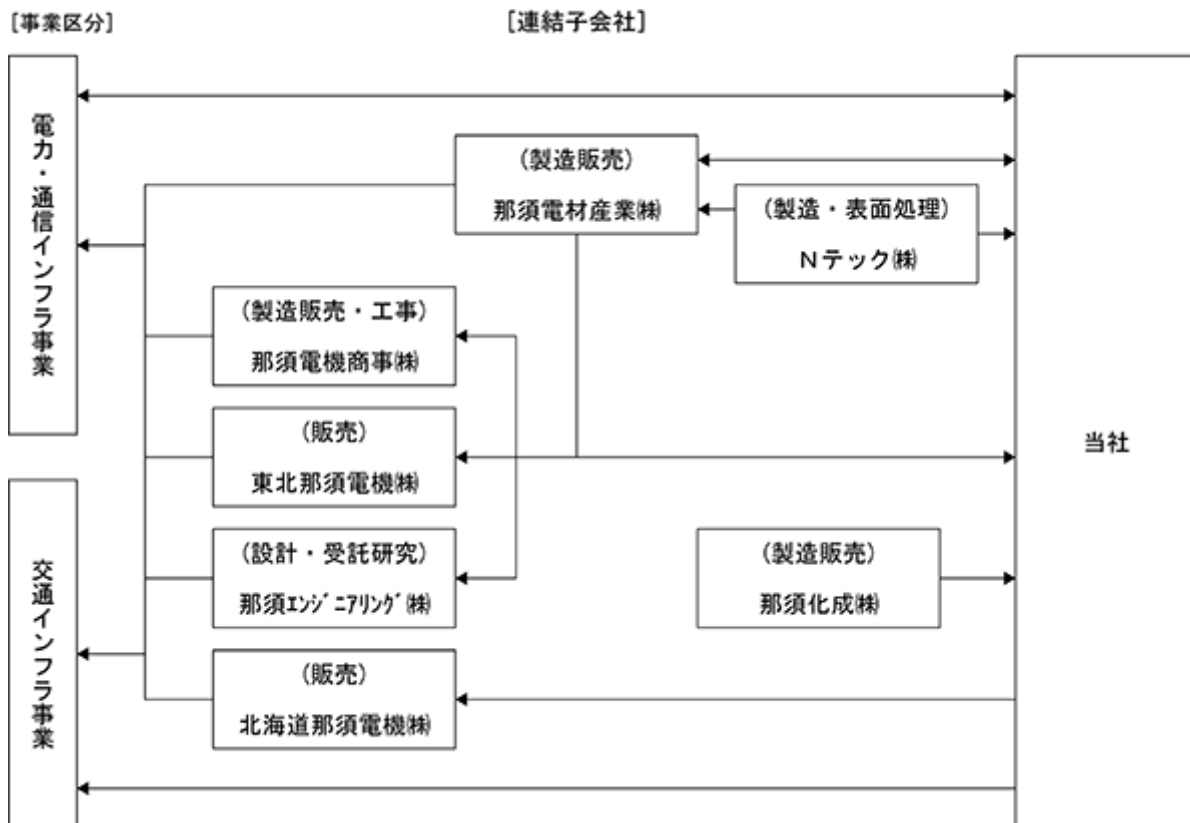 [事業区分]
[連結子会社]
電力・通信インフラ事業
(製造販売)
那須電材産業㈱
(製造・表面処理)
Nテック㈱
(製造販売・工事)
那須電機商事㈱
(販売)
東北那須電機㈱
当社
(設計・受託研究)
那須ｴﾝｼﾞﾆｱﾘﾝｸﾞ㈱
(製造販売)
那須化成㈱
交通インフラ事業
(販売)
北海道那須電機㈱